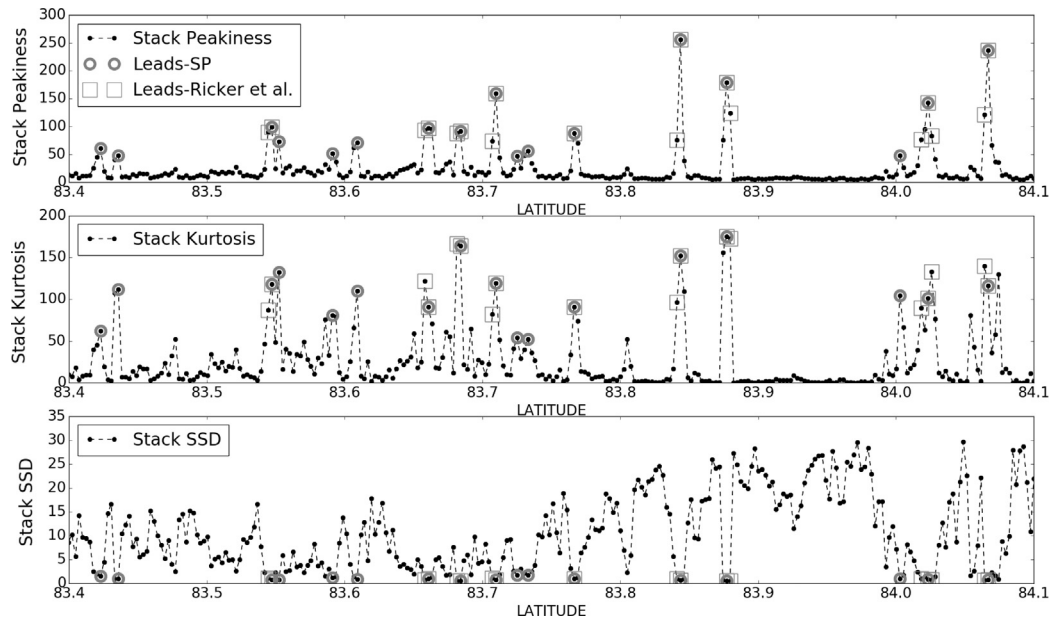 300
250
200
150
100
50
0
Stack Peakiness
Stack Peakiness
Leads-SP
Leads-Ricker et al.
83.4 83.5 83.6 83.7 83.8 83.9 84.0 84.1
LATITUDE
200
150
100
50
0
Stack Kurtosis
Stack Kurtosis
83.4 83.5 83.6 83.7 83.8 83.9 84.0 84.1
LATITUDE
35
30
25
20
15
10
5
0
Stack SSD
Stack SSD
83.4 83.5 83.6 83.7 83.8 83.9 84.0 84.1
LATITUDE